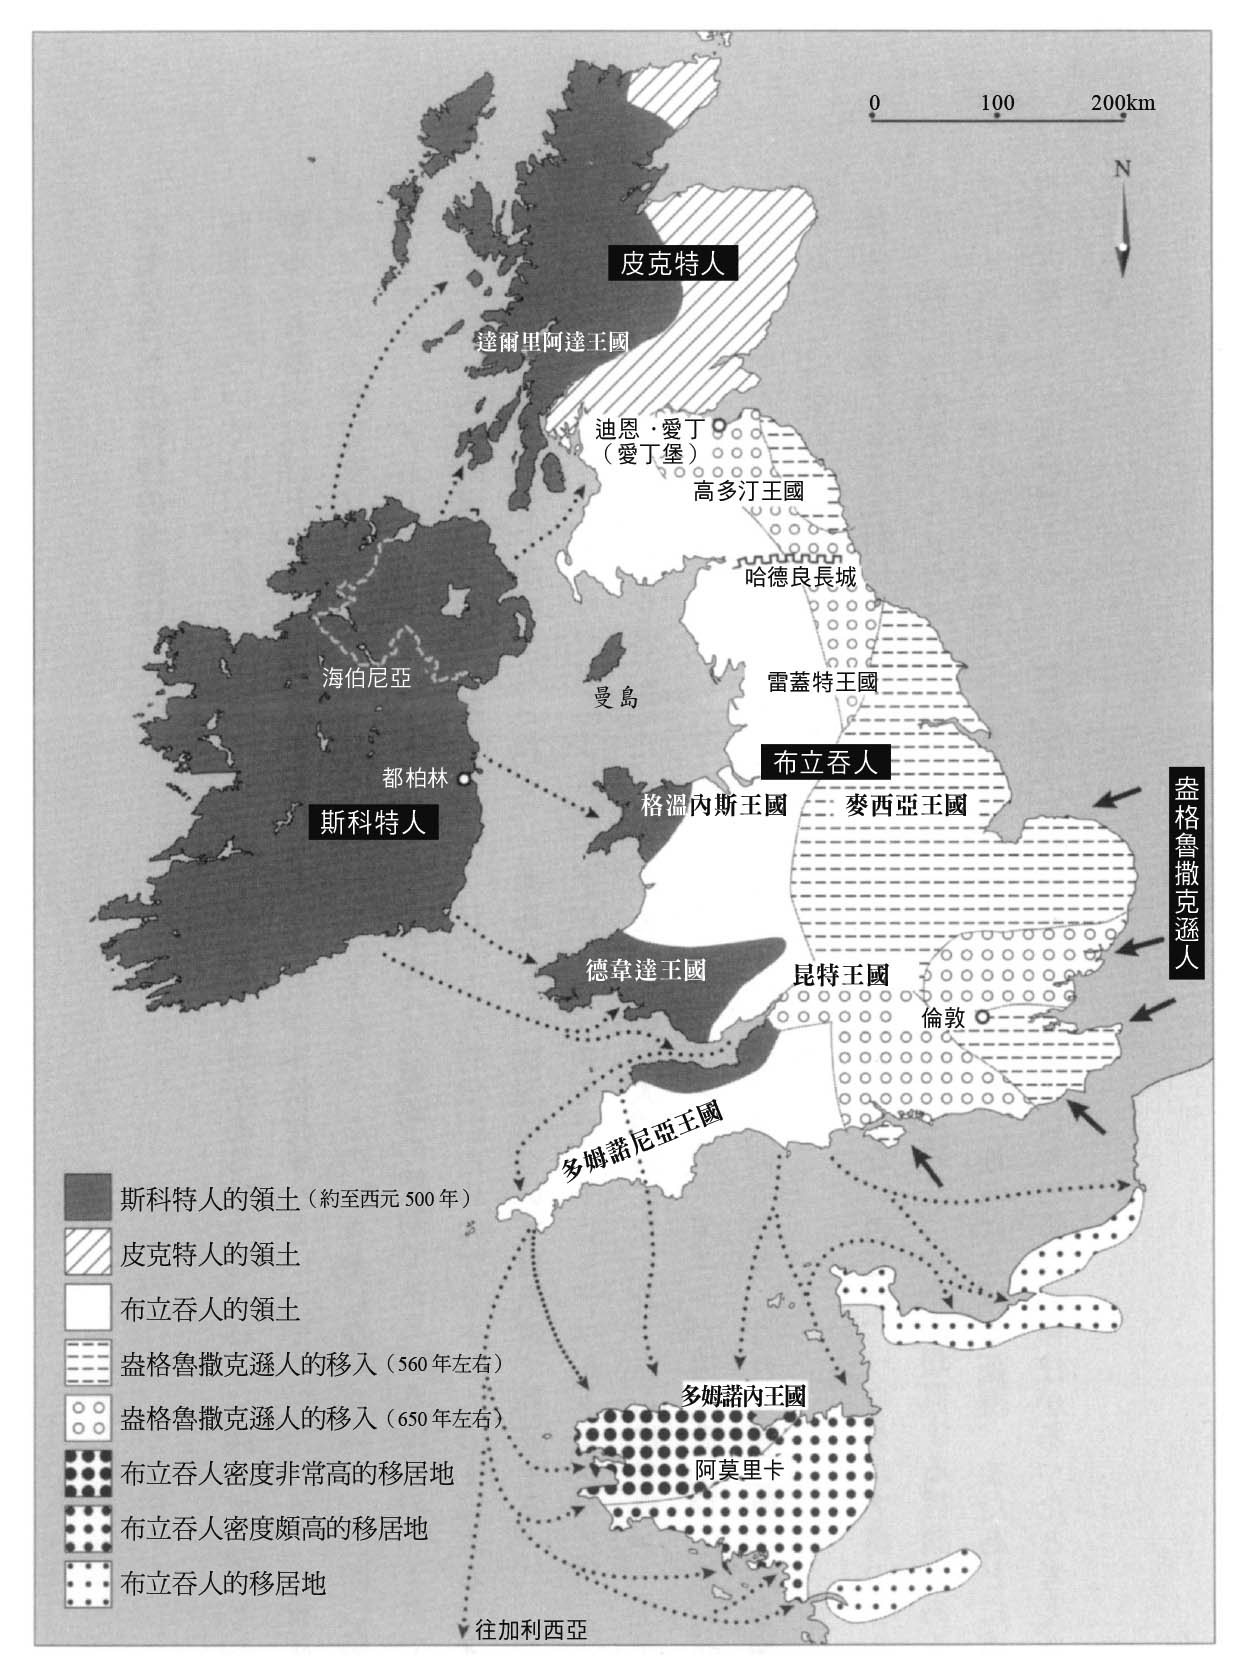 0 100 200km
N
皮克特人
達爾里阿達王國
迪恩·愛丁
（愛丁堡）
高多汀王國
哈德良長城
海伯尼亞
曼島
雷蓋特王國
布立吞人
都柏林
斯科特人
格溫內斯王國
麥西亞王國
盎格魯撒克遜人
德韋達王國
昆特王國
倫敦
多姆諾尼亞王國
斯科特人的領土（約至西元500年）
皮克特人的領土
布立吞人的領土
盎格魯撒克遜人的移入（560年左右）
盎格魯撒克遜人的移入（650年左右）
布立吞人密度非常高的移居地
布立吞人密度頗高的移居地
布立吞人的移居地
多姆諾內王國
阿莫里卡
往加利西亞